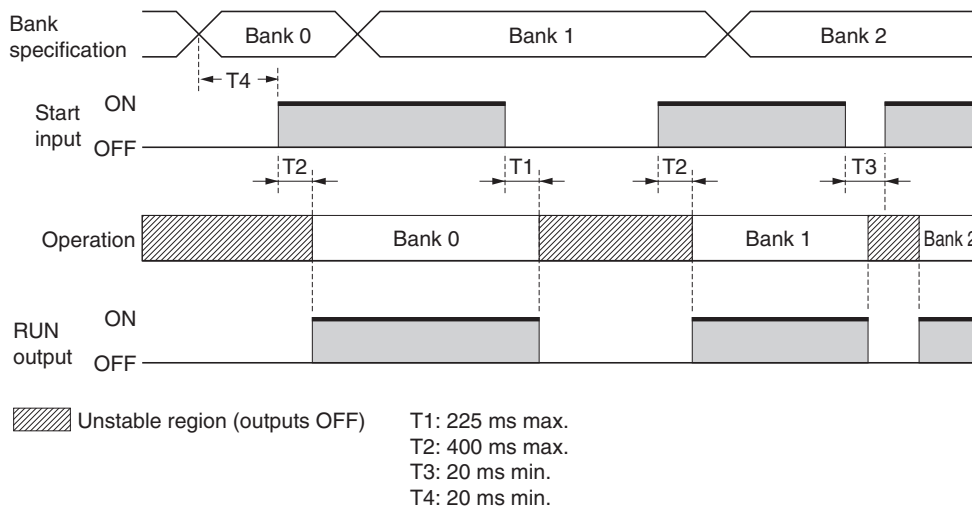 Bank specification
Bank 0
Bank 1
Bank 2
T4
Start input
ON
OFF
T2
T1
T2
T3
Operation
Bank 0
Bank 1
Bank 2
RUN output
ON
OFF
Unstable region (outputs OFF)
T1: 225 ms max.
T2: 400 ms max.
T3: 20 ms min.
T4: 20 ms min.